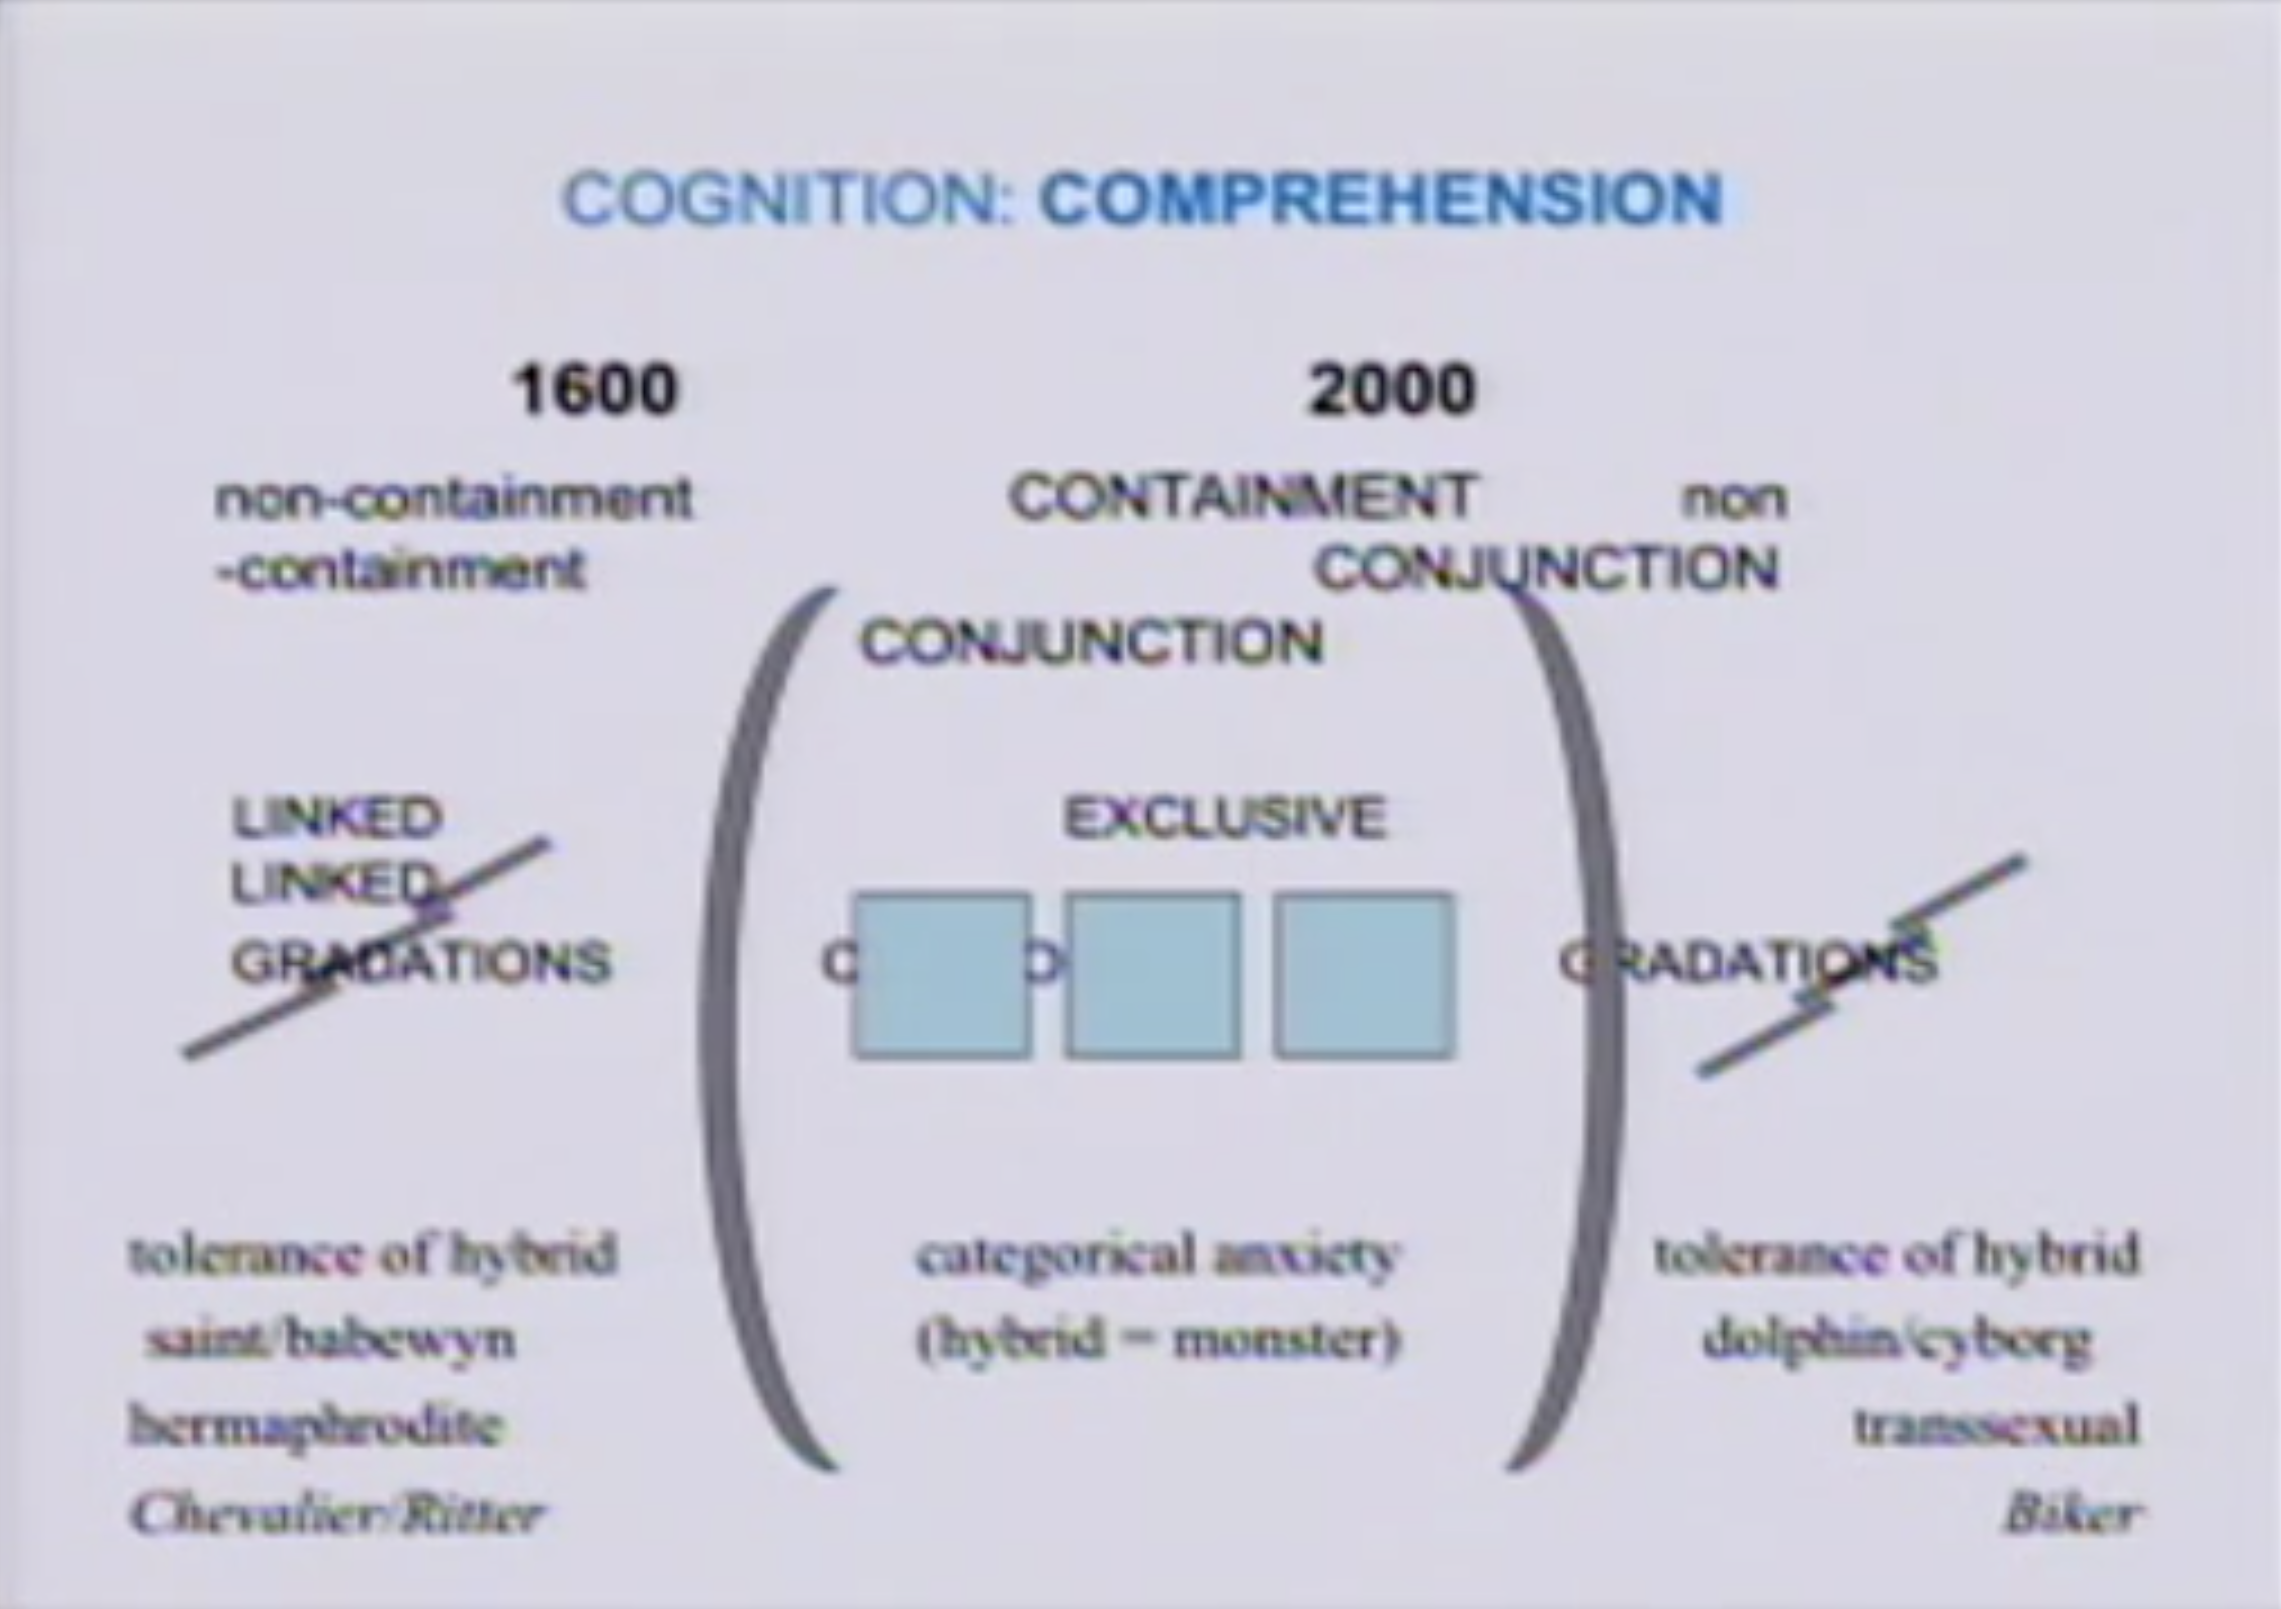 COGNITION: COMPREHENSION
1600 2000
non-containment CONTAINMENT non
-containment CONJUNCTION
CONJUNCTION
LINKED EXCLUSIVE
LINKED
GRADATIONS GRADATIONS
tolerance of hybrid categorical anxiety tolerance of hybrid
saint/babewyn (hybrid = monster) dolphin/cyborg
hermaphrodite transsexual
Chevalier/Ritter Biker